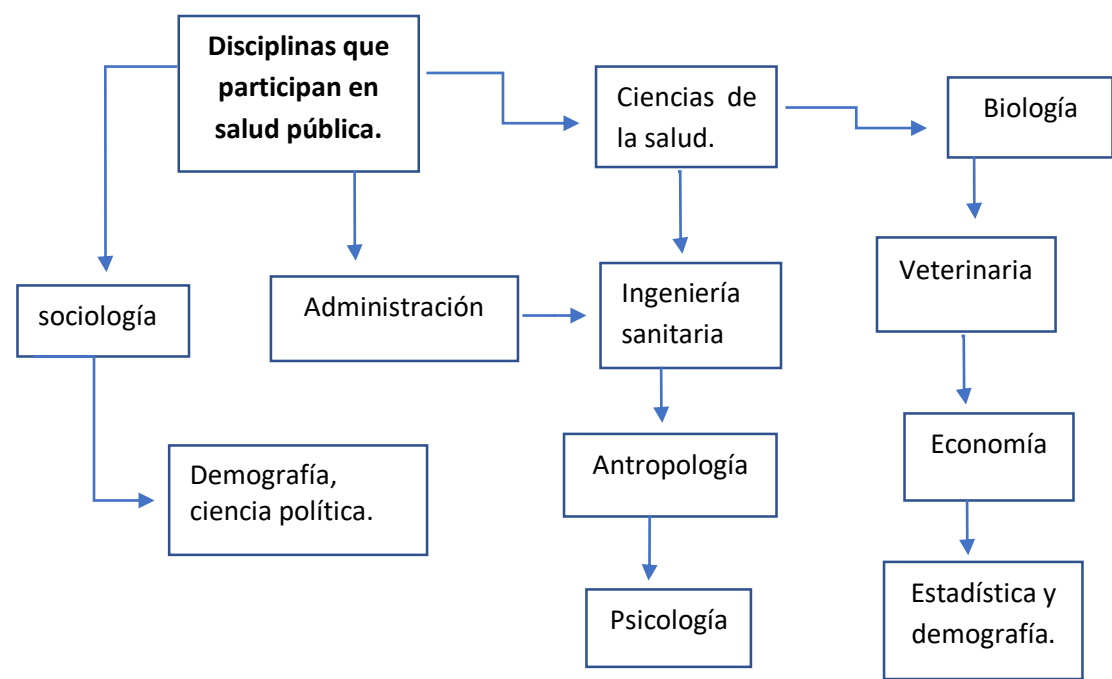 Disciplinas que
participan en
salud pública.
Ciencias de
la salud.
Biología
sociología
Administración
Ingeniería
sanitaria
Veterinaria
Demografía,
ciencia política.
Antropología
Economía
Psicología
Estadística y
demografía.